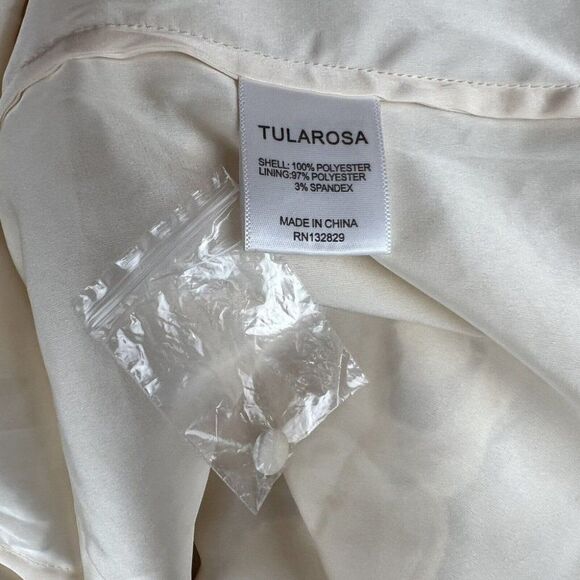 TULAROSA
SHELL: 100% POLYESTER
LINING:97% POLYESTER
3% SPANDEX
MADE IN CHINA
RN132829